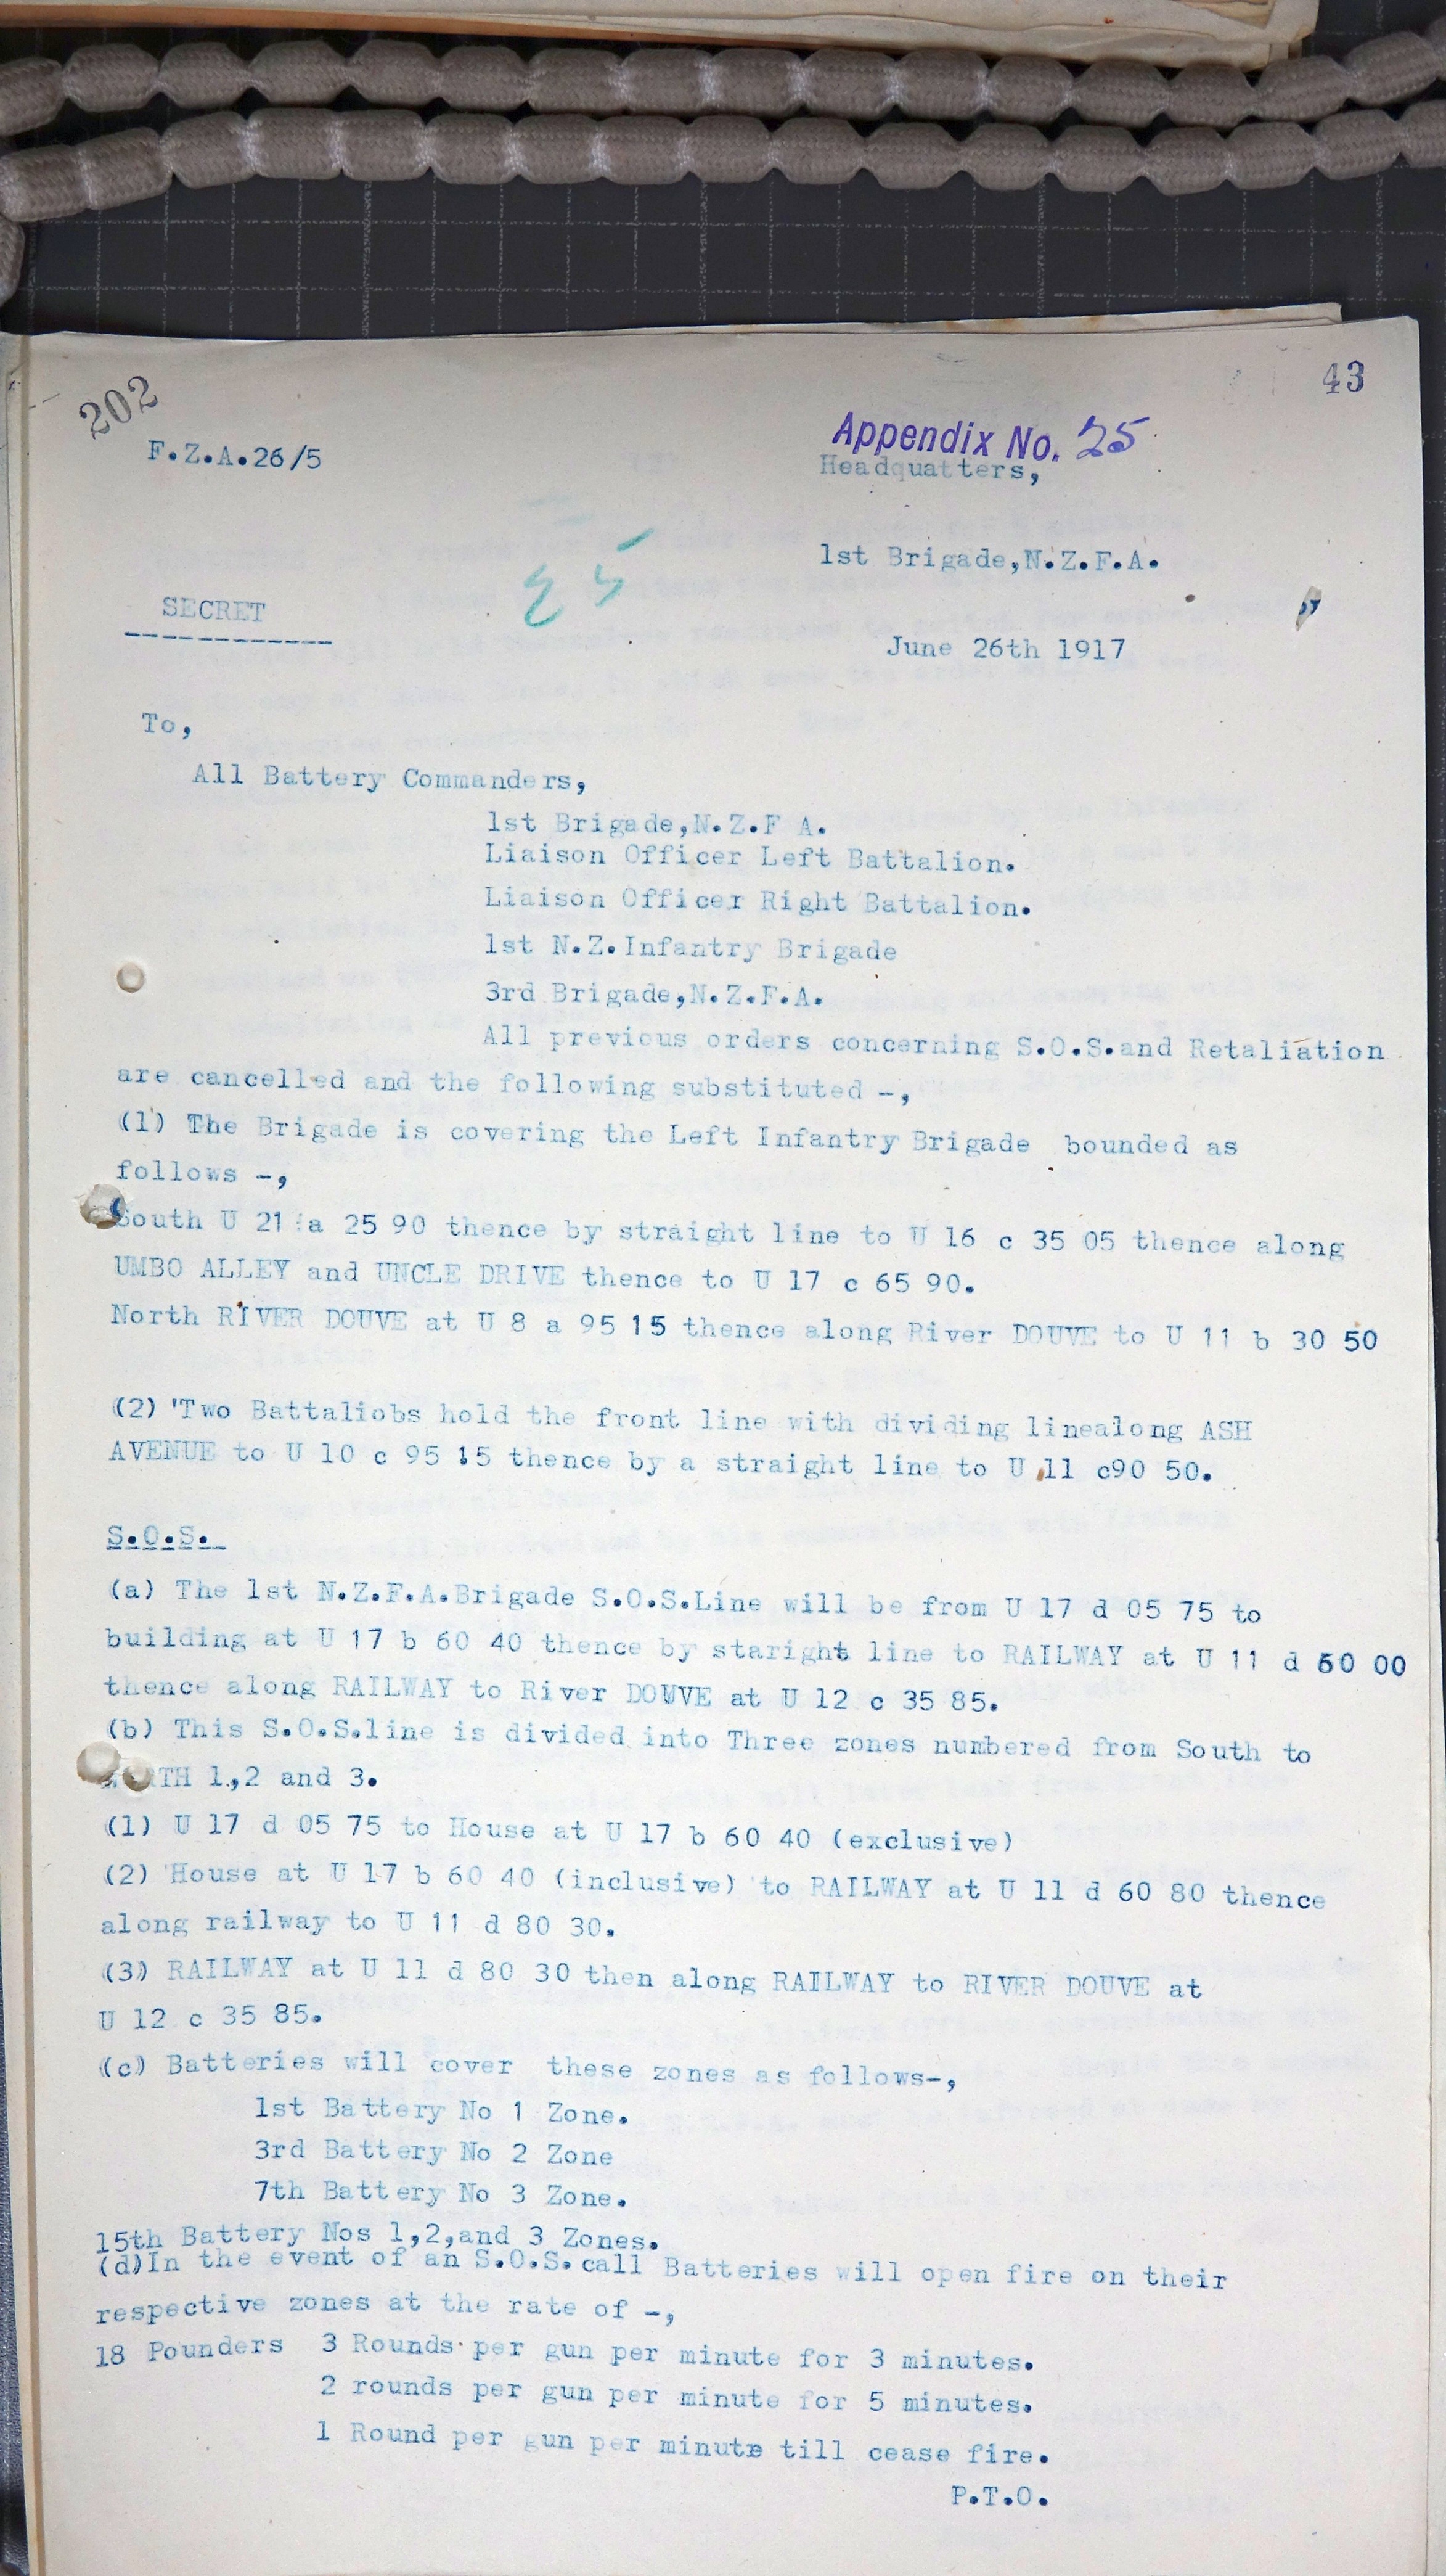 202
43
F.Z.A.26/5
Appendix No. 25
Headquatters,
25
1st Brigade,N.Z.F.A.
SECRET
June 26th 1917
To,
All Battery Commanders,
1st Brigade,N.Z.F A.
Liaison Officer Left Battalion.
Liaison Officer Right Battalion.
1st N.Z.Infantry Brigade
3rd Brigade,N.Z.F.A.
All previous orders concerning S.O.S.and Retaliation
are cancelled and the following substituted -,
(1) The Brigade is covering the Left Infantry Brigade bounded as
follows -,
South U 21 a 25 90 thence by straight line to U 16 c 35 05 thence along
UMBO ALLEY and UNCLE DRIVE thence to U 17 c 65 90.
North RIVER DOUVE at U 8 a 95 15 thence along River DOUVE to U 11 b 30 50
(2) 'Two Battaliobs hold the front line with dividing linealong ASH
AVENUE to U 10 c 95 15 thence by a straight line to U 11 c90 50.
S.O.S.
(a) The 1st N.Z.F.A.Brigade S.O.S.Line will be from U 17 d 05 75 to
building at U 17 b 60 40 thence by staright line to RAILWAY at U 11 d 60 00
thence along RAILWAY to River DOUVE at U 12 c 35 85.
(b) This S.O.S.line is divided into Three zones numbered from South to
NORTH 1,2 and 3.
(1) U 17 d 05 75 to House at U 17 b 60 40 (exclusive)
(2) House at U 17 b 60 40 (inclusive) to RAILWAY at U 11 d 60 80 thence
along railway to U 11 d 80 30.
(3) RAILWAY at U 11 d 80 30 then along RAILWAY to RIVER DOUVE at
U 12 c 35 85.
(c) Batteries will cover these zones as follows-,
1st Battery No 1 Zone.
3rd Battery No 2 Zone
7th Battery No 3 Zone.
15th Battery Nos 1,2,and 3 Zones.
(d)In the event of an S.O.S.call Batteries will open fire on their
respective zones at the rate of -,
18 Pounders 3 Rounds per gun per minute for 3 minutes.
2 rounds per gun per minute for 5 minutes.
1 Round per gun per minute till cease fire.
P.T.O.